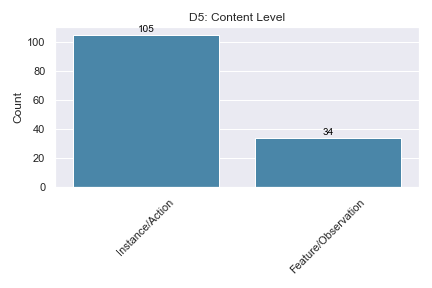 D5: Content Level
105
34
100
80
60
40
20
0
Count
Instance/Action
Feature/Observation